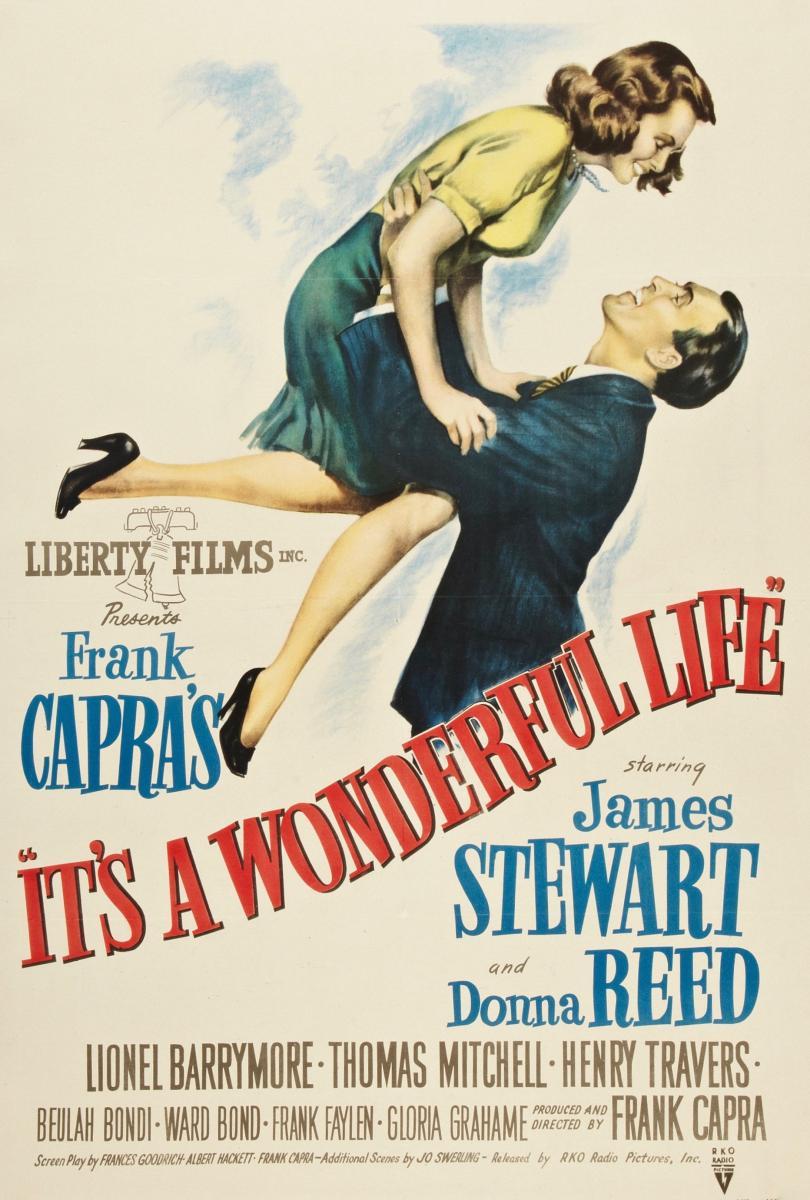 LIBERTY FILMS INC.
Presents
Frank
CAPRA'S
"IT'S A WONDERFUL LIFE"
starring
James
STEWART
and
Donna REED
LIONEL BARRYMORE · THOMAS MITCHELL · HENRY TRAVERS ·
BEULAH BONDI · WARD BOND · FRANK FAYLEN · GLORIA GRAHAME PRODUCED AND DIRECTED BY FRANK CAPRA
Screen Play by FRANCES GOODRICH · ALBERT HACKETT · FRANK CAPRA — Additional Scenes by JO SWERLING — Released by RKO Radio Pictures, Inc.
RKO
RADIO
PICTURES